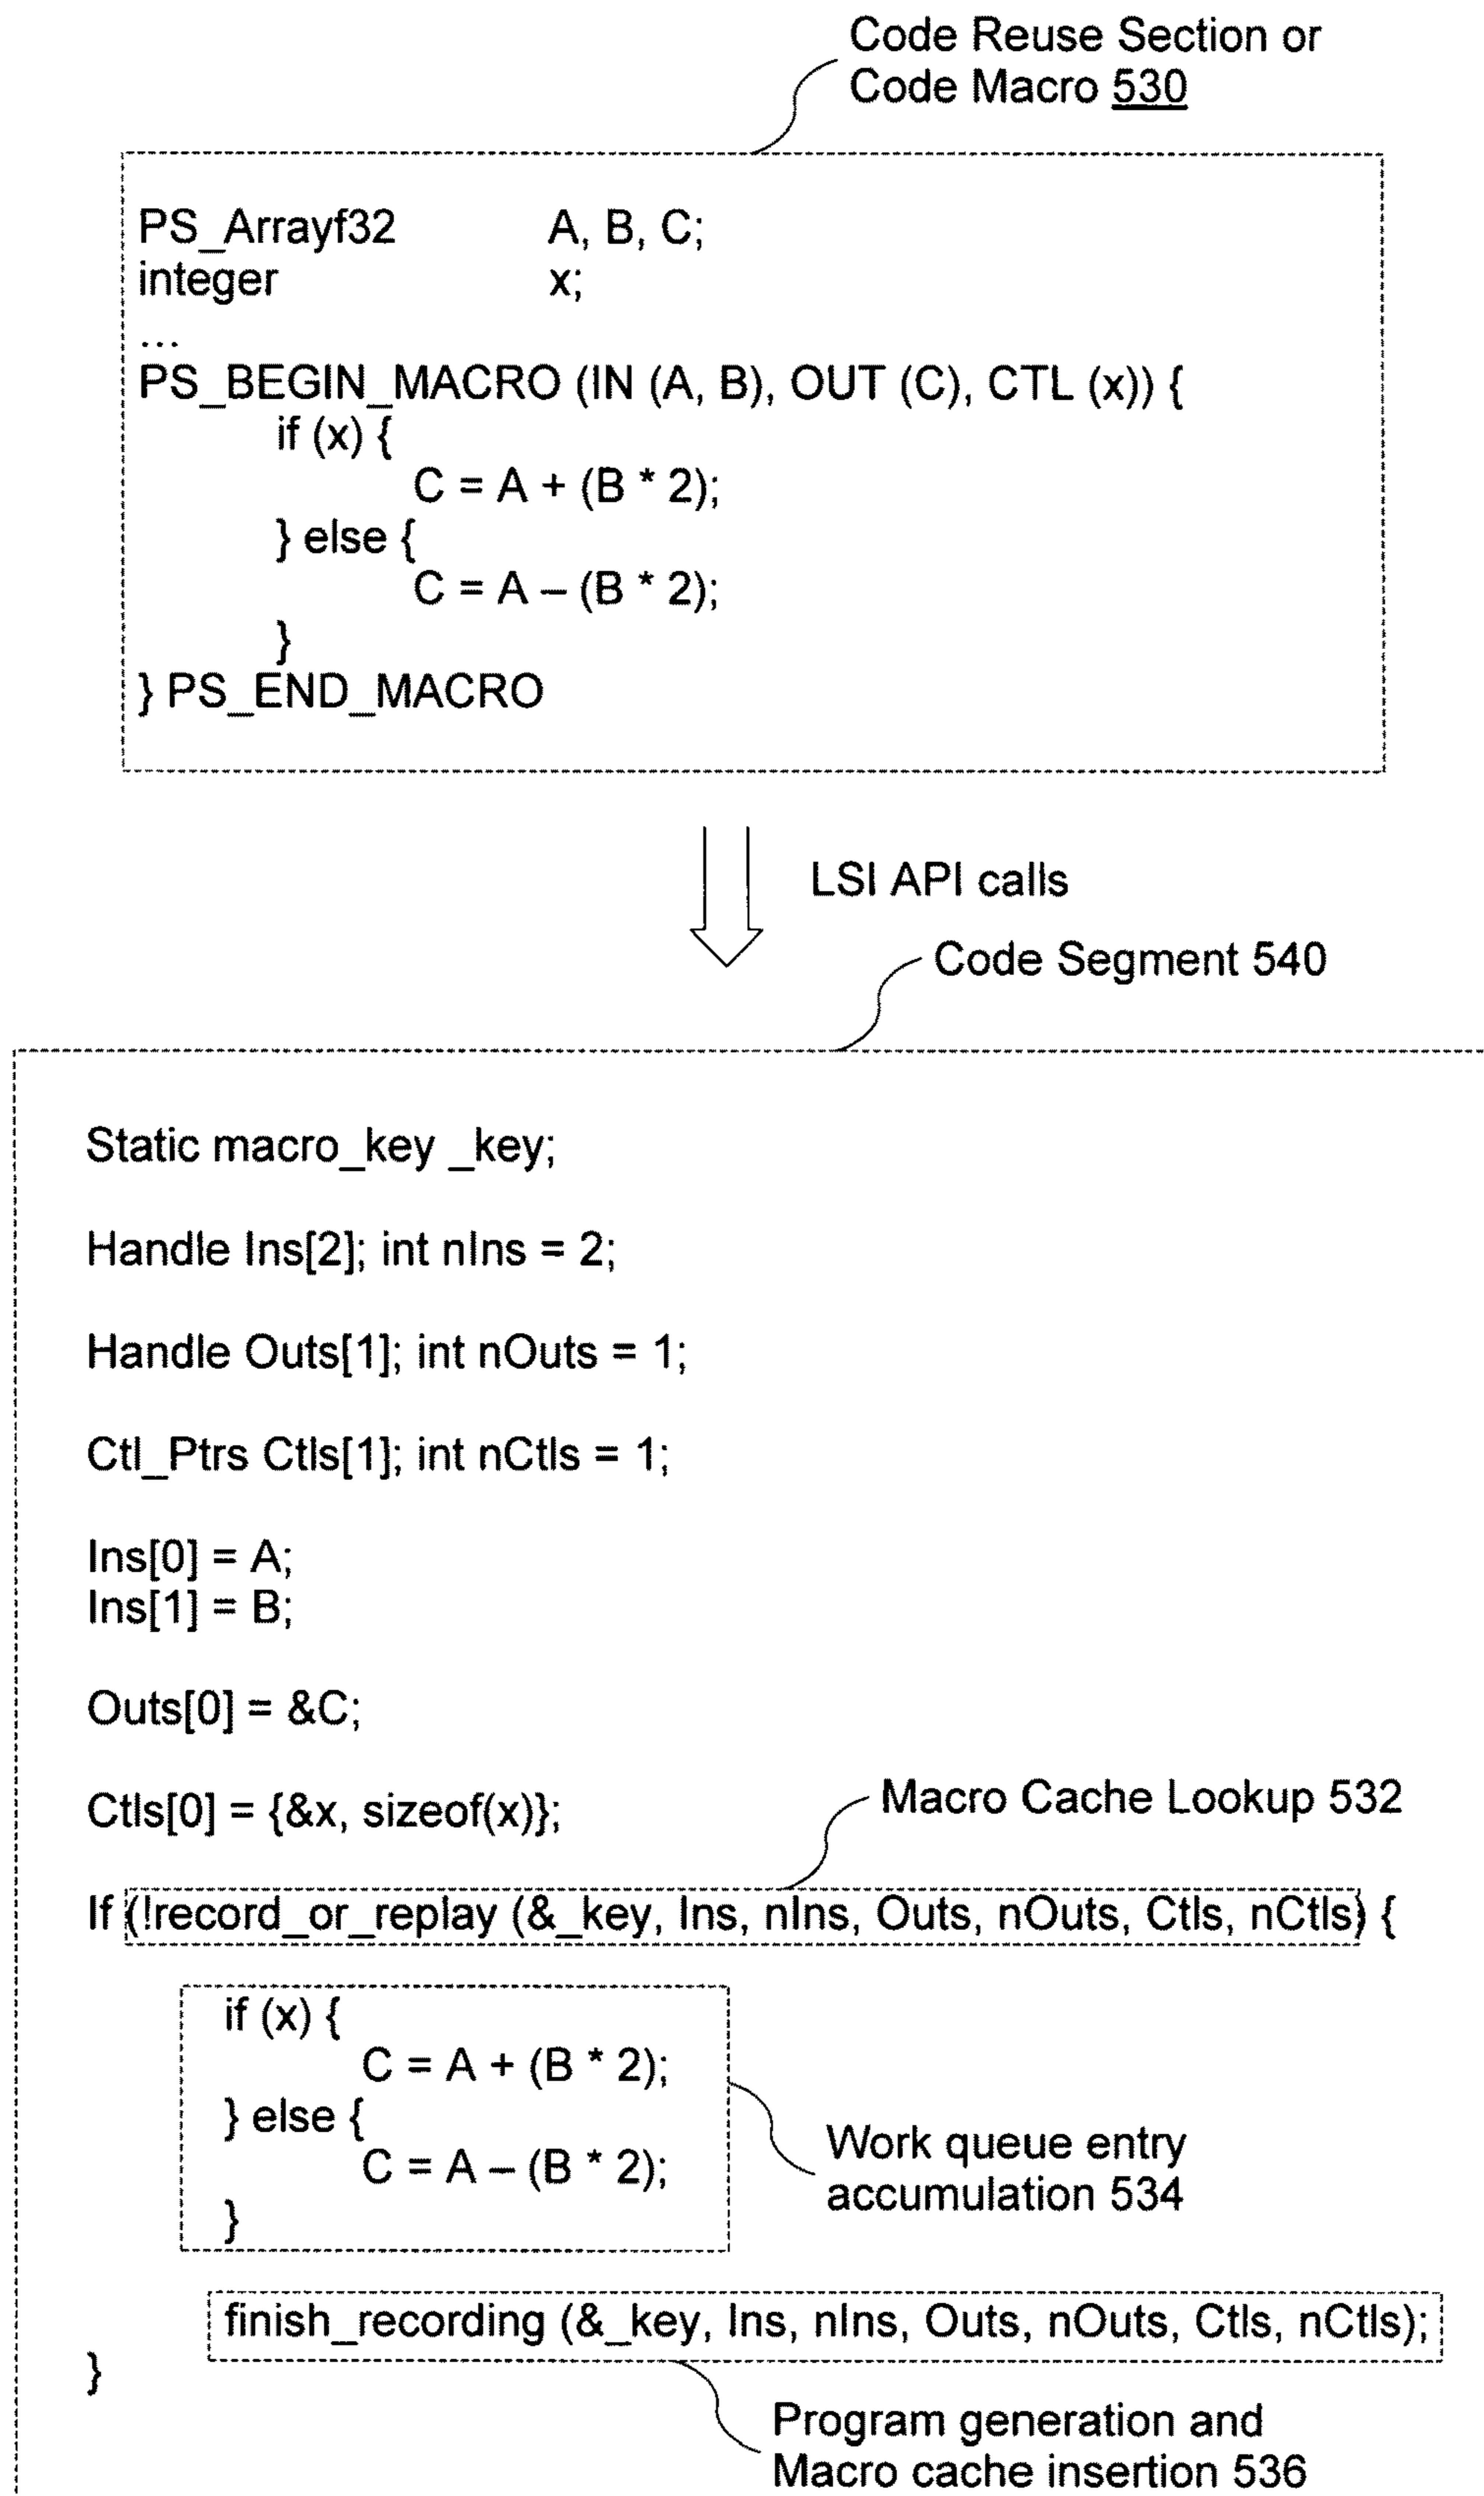 Code Reuse Section or
Code Macro 530
PS_Arrayf32 A, B, C;
integer x;
...
PS_BEGIN_MACRO (IN (A, B), OUT (C), CTL (x)) {
if (x) {
C = A + (B * 2);
} else {
C = A – (B * 2);
}
} PS_END_MACRO
LSI API calls
Code Segment 540
Static macro_key _key;
Handle Ins[2]; int nIns = 2;
Handle Outs[1]; int nOuts = 1;
Ctl_Ptrs Ctls[1]; int nCtls = 1;
Ins[0] = A;
Ins[1] = B;
Outs[0] = &C;
Ctls[0] = {&x, sizeof(x)};
Macro Cache Lookup 532
If (!record_or_replay (&_key, Ins, nIns, Outs, nOuts, Ctls, nCtls) {
if (x) {
C = A + (B * 2);
} else {
C = A – (B * 2);
}
Work queue entry
accumulation 534
finish_recording (&_key, Ins, nIns, Outs, nOuts, Ctls, nCtls);
}
Program generation and
Macro cache insertion 536